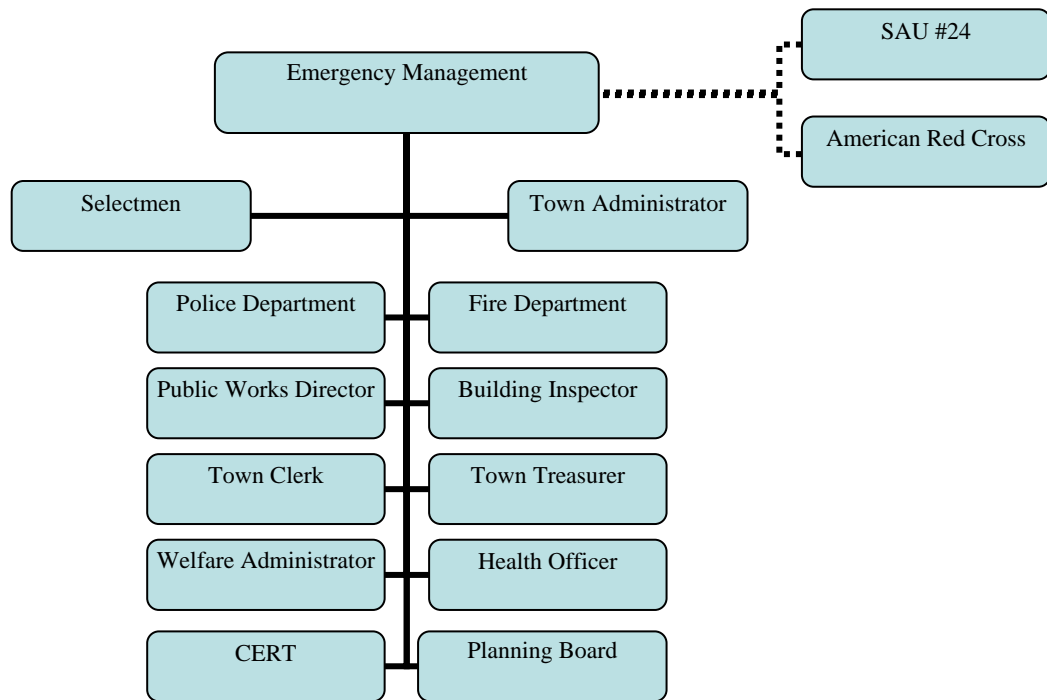 SAU #24
Emergency Management
American Red Cross
Selectmen
Town Administrator
Police Department
Fire Department
Public Works Director
Building Inspector
Town Clerk
Town Treasurer
Welfare Administrator
Health Officer
CERT
Planning Board